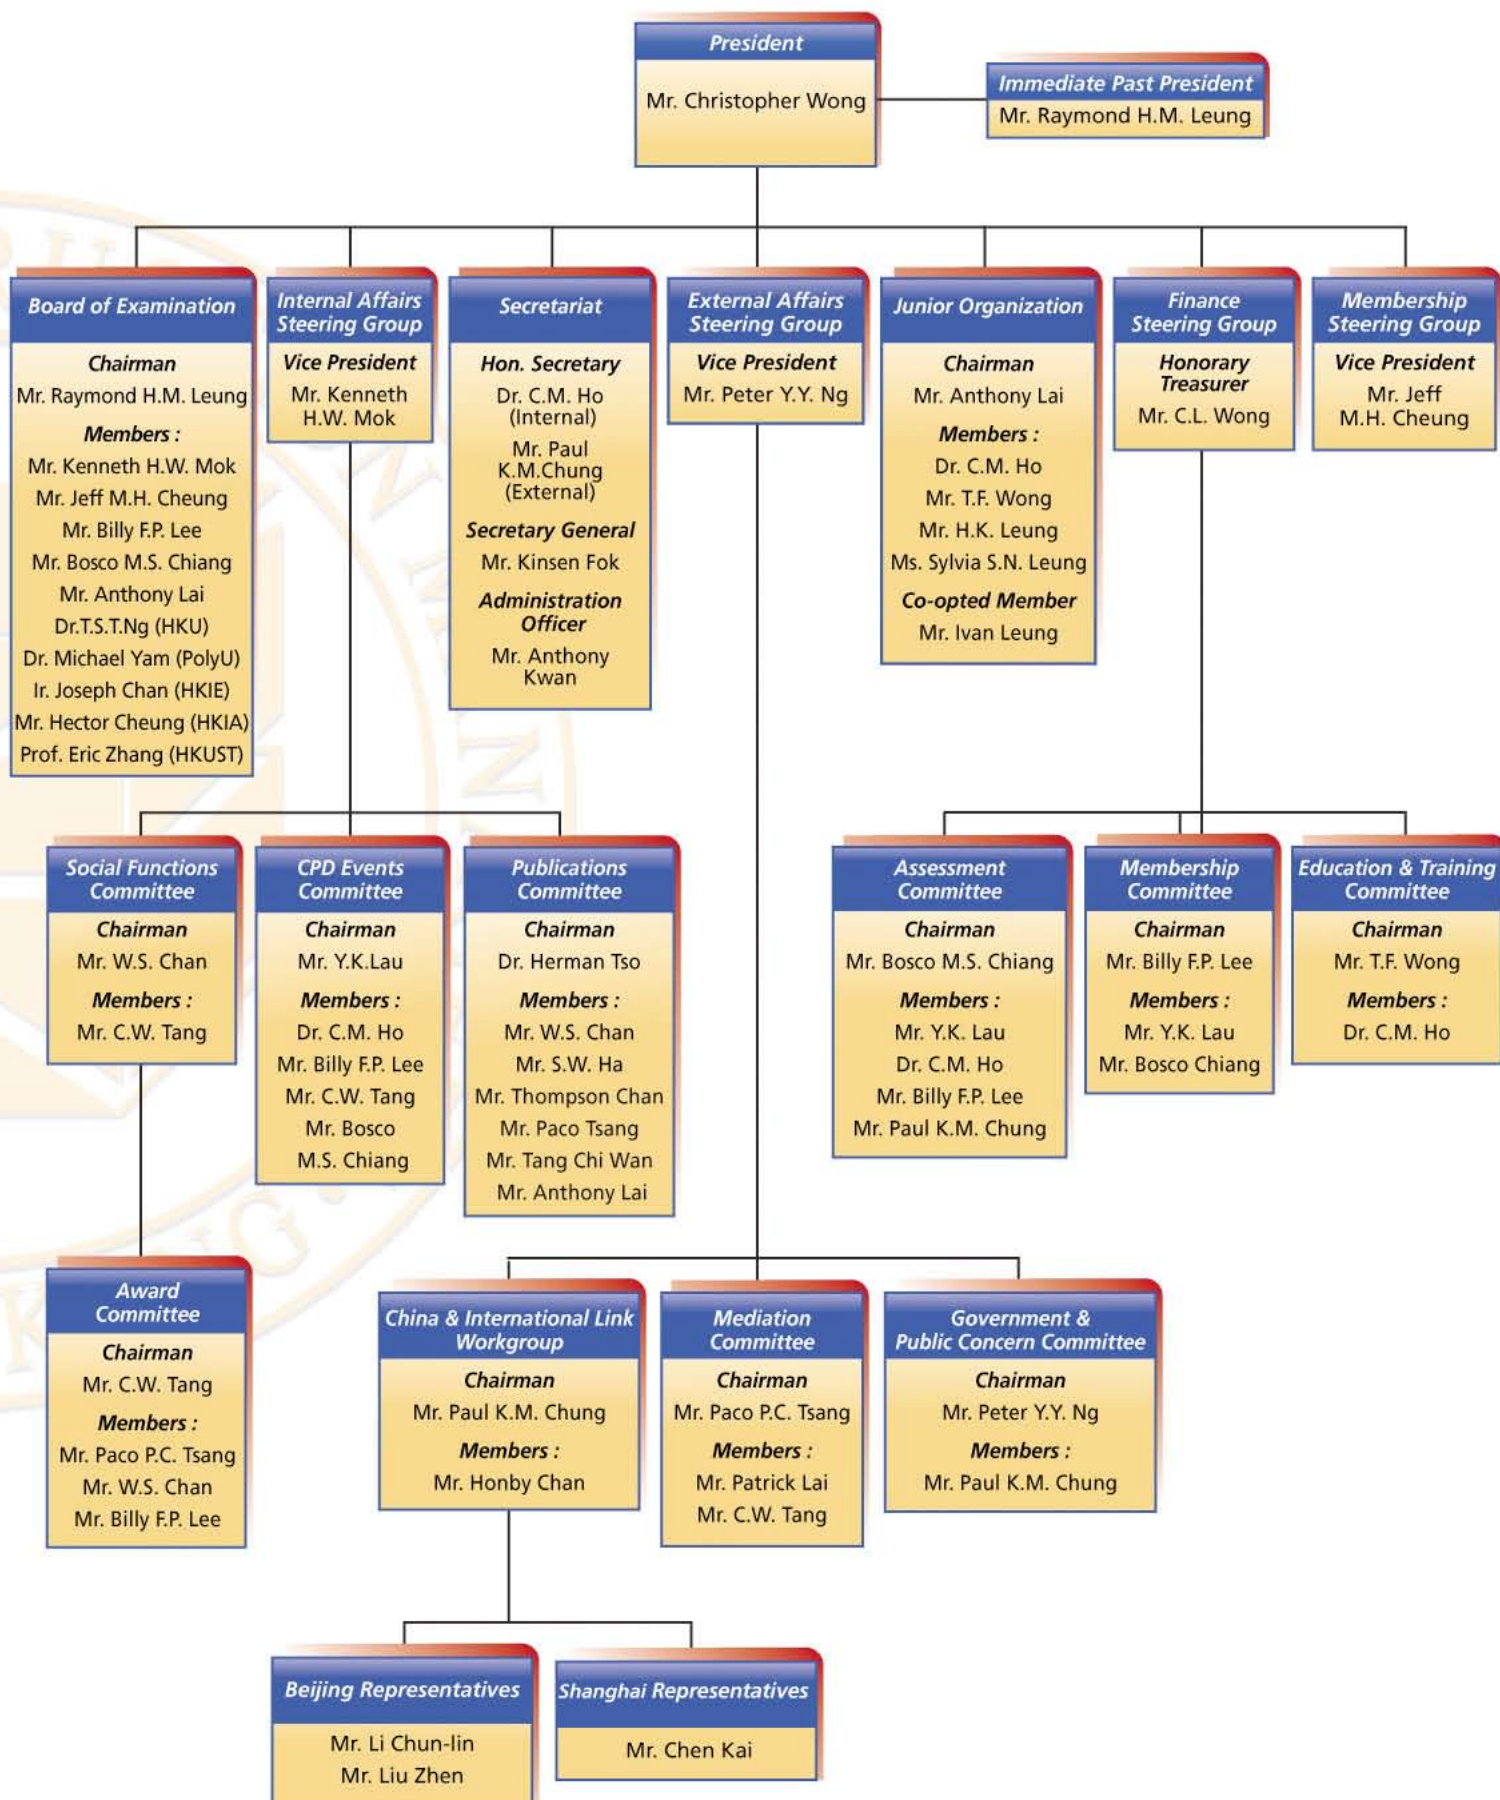 President
Mr. Christopher Wong
Immediate Past President
Mr. Raymond H.M. Leung
Board of Examination
Chairman
Mr. Raymond H.M. Leung
Members :
Mr. Kenneth H.W. Mok
Mr. Jeff M.H. Cheung
Mr. Billy F.P. Lee
Mr. Bosco M.S. Chiang
Mr. Anthony Lai
Dr.T.S.T.Ng (HKU)
Dr. Michael Yam (PolyU)
Ir. Joseph Chan (HKIE)
Mr. Hector Cheung (HKIA)
Prof. Eric Zhang (HKUST)
Internal Affairs
Steering Group
Vice President
Mr. Kenneth
H.W. Mok
Secretariat
Hon. Secretary
Dr. C.M. Ho
(Internal)
Mr. Paul
K.M.Chung
(External)
Secretary General
Mr. Kinsen Fok
Administration
Officer
Mr. Anthony
Kwan
External Affairs
Steering Group
Vice President
Mr. Peter Y.Y. Ng
Junior Organization
Chairman
Mr. Anthony Lai
Members :
Dr. C.M. Ho
Mr. T.F. Wong
Mr. H.K. Leung
Ms. Sylvia S.N. Leung
Co-opted Member
Mr. Ivan Leung
Finance
Steering Group
Honorary
Treasurer
Mr. C.L. Wong
Membership
Steering Group
Vice President
Mr. Jeff
M.H. Cheung
Social Functions
Committee
Chairman
Mr. W.S. Chan
Members :
Mr. C.W. Tang
CPD Events
Committee
Chairman
Mr. Y.K.Lau
Members :
Dr. C.M. Ho
Mr. Billy F.P. Lee
Mr. C.W. Tang
Mr. Bosco
M.S. Chiang
Publications
Committee
Chairman
Dr. Herman Tso
Members :
Mr. W.S. Chan
Mr. S.W. Ha
Mr. Thompson Chan
Mr. Paco Tsang
Mr. Tang Chi Wan
Mr. Anthony Lai
Assessment
Committee
Chairman
Mr. Bosco M.S. Chiang
Members :
Mr. Y.K. Lau
Dr. C.M. Ho
Mr. Billy F.P. Lee
Mr. Paul K.M. Chung
Membership
Committee
Chairman
Mr. Billy F.P. Lee
Members :
Mr. Y.K. Lau
Mr. Bosco Chiang
Education & Training
Committee
Chairman
Mr. T.F. Wong
Members :
Dr. C.M. Ho
Award
Committee
Chairman
Mr. C.W. Tang
Members :
Mr. Paco P.C. Tsang
Mr. W.S. Chan
Mr. Billy F.P. Lee
China & International Link
Workgroup
Chairman
Mr. Paul K.M. Chung
Members :
Mr. Honby Chan
Mediation
Committee
Chairman
Mr. Paco P.C. Tsang
Members :
Mr. Patrick Lai
Mr. C.W. Tang
Government &
Public Concern Committee
Chairman
Mr. Peter Y.Y. Ng
Members :
Mr. Paul K.M. Chung
Beijing Representatives
Mr. Li Chun-lin
Mr. Liu Zhen
Shanghai Representatives
Mr. Chen Kai